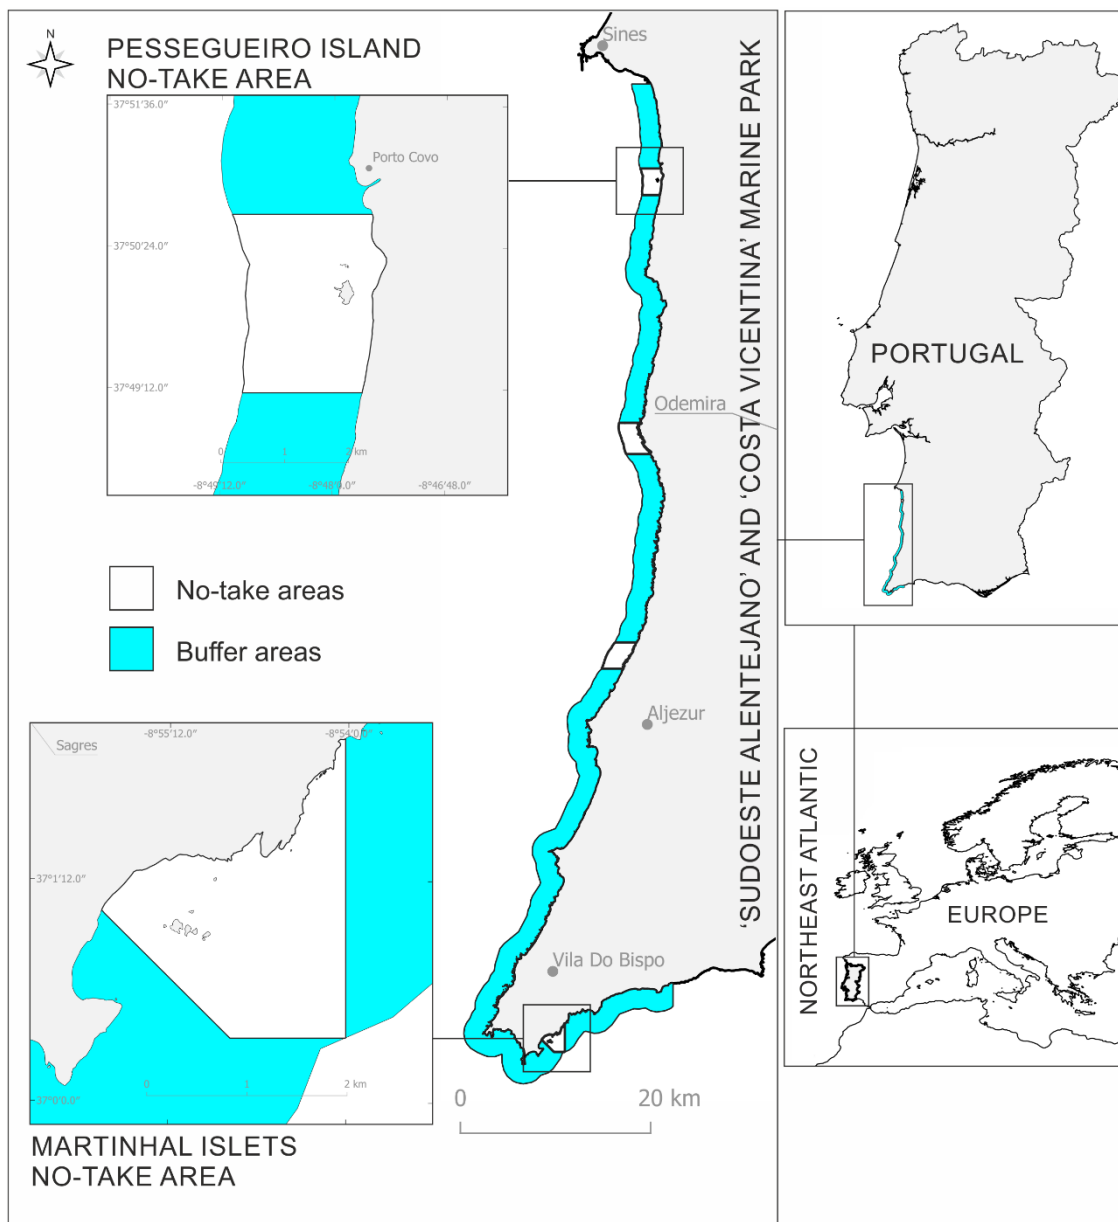 N
PESSEGUEIRO ISLAND
NO-TAKE AREA
37°51'36.0"
Porto Covo
37°50'24.0"
37°49'12.0"
0 1 2 km
-8°49'12.0" -8°48'0.0" -8°46'48.0"
No-take areas
Buffer areas
-8°55'12.0" -8°54'0.0"
Sagres
37°1'12.0"
0 1 2 km
37°0'0.0"
MARTINHAL ISLETS
NO-TAKE AREA
Sines
Odemira
Aljezur
Vila Do Bispo
0 20 km
'SUDOESTE ALENTEJANO' AND 'COSTA VICENTINA' MARINE PARK
PORTUGAL
NORTHEAST ATLANTIC
EUROPE